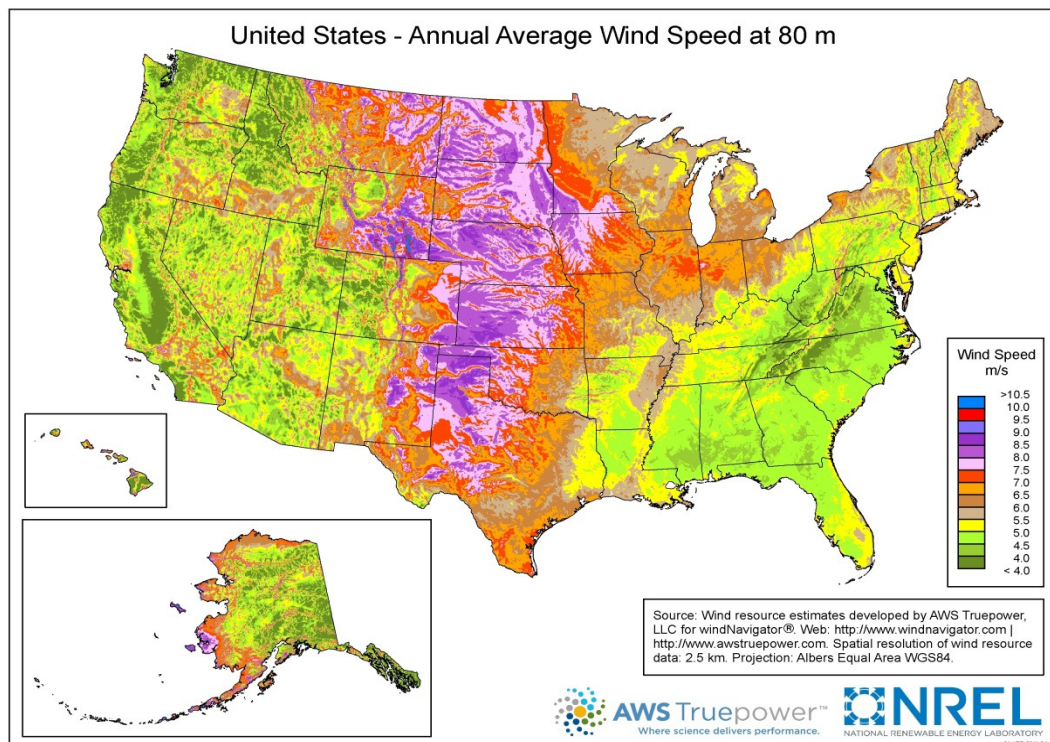 United States - Annual Average Wind Speed at 80 m
Wind Speed
m/s
>10.5
10.0
9.5
9.0
8.5
8.0
7.5
7.0
6.5
6.0
5.5
5.0
4.5
< 4.0
Source: Wind resource estimates developed by AWS Truepower,
LLC for windNavigator®. Web: http://www.windnavigator.com |
http://www.awstruepower.com. Spatial resolution of wind resource
data: 2.5 km. Projection: Albers Equal Area WGS84.
AWS Truepower™
Where science delivers performance.
NREL
NATIONAL RENEWABLE ENERGY LABORATORY